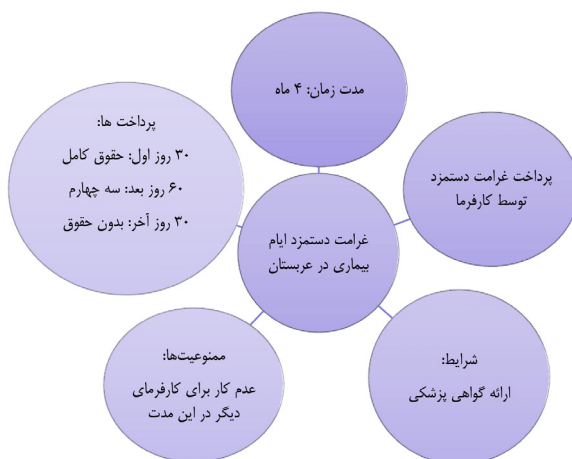 مدت زمان: ۴ ماه
پرداخت غرامت دستمزد
توسط کارفرما
شرایط:
ارائه گواهی پزشکی
ممنوعیت‌ها:
عدم کار برای کارفرمای
دیگر در این مدت
پرداخت ها:
۳۰ روز اول: حقوق کامل
۶۰ روز بعد: سه چهارم
۳۰ روز آخر: بدون حقوق
غرامت دستمزد ایام
بیماری در عربستان